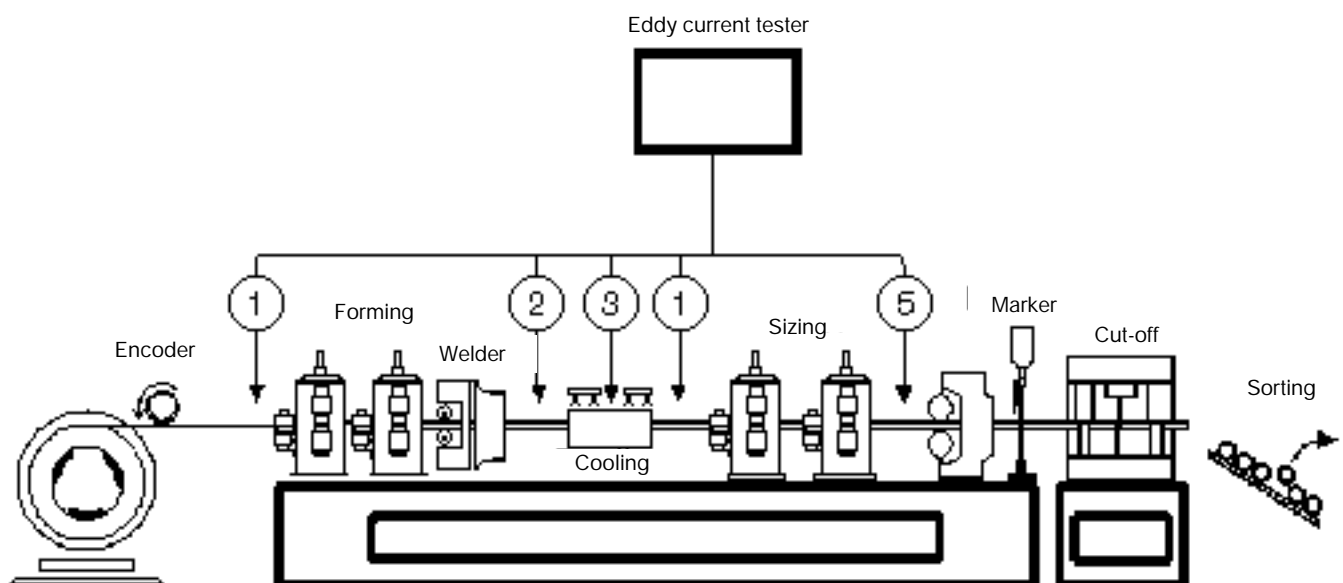 Eddy current tester
1
2
3
1
5
Forming
Marker
Sizing
Encoder
Welder
Cut-off
Sorting
Cooling